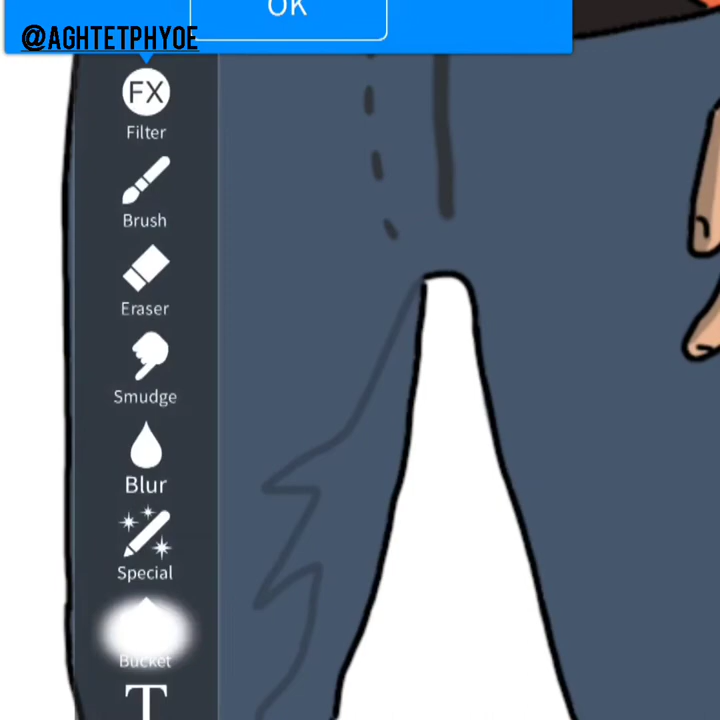 OK
@AGHTETPHYOE
FX
Filter
Brush
Eraser
Smudge
Blur
Special
Bucket
T